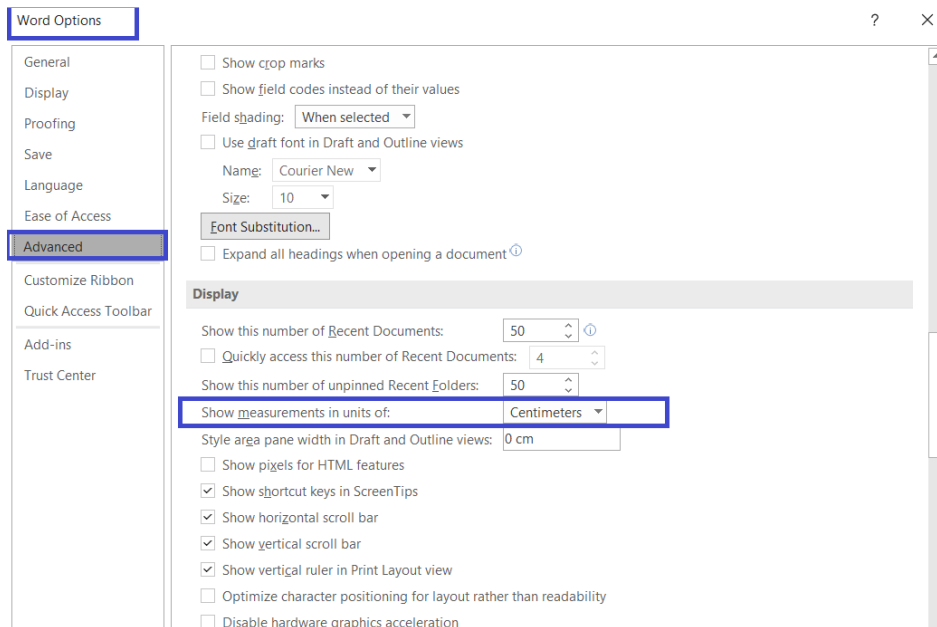 Word Options
?
General
Display
Proofing
Save
Language
Ease of Access
Advanced
Customize Ribbon
Quick Access Toolbar
Add-ins
Trust Center
Show crop marks
Show field codes instead of their values
Field shading: When selected
Use draft font in Draft and Outline views
Name: Courier New
Size: 10
Font Substitution...
Expand all headings when opening a document
Display
Show this number of Recent Documents: 50
Quickly access this number of Recent Documents: 4
Show this number of unpinned Recent Folders: 50
Show measurements in units of: Centimeters
Style area pane width in Draft and Outline views: 0 cm
Show pixels for HTML features
Show shortcut keys in ScreenTips
Show horizontal scroll bar
Show vertical scroll bar
Show vertical ruler in Print Layout view
Optimize character positioning for layout rather than readability
Disable hardware graphics acceleration